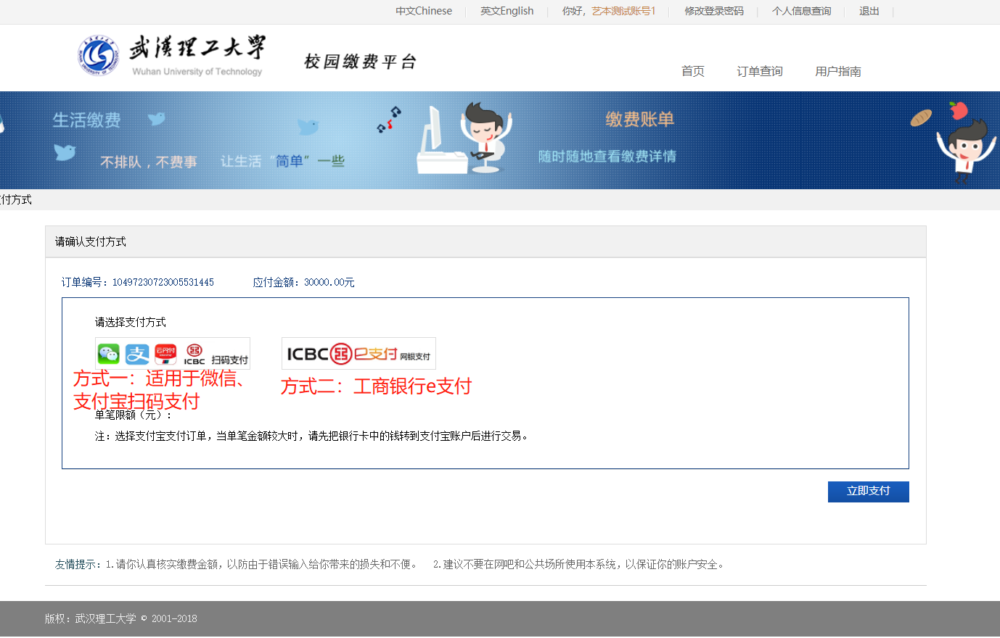 中文Chinese 英文English 你好，艺本测试账号1 修改登录密码 个人信息查询 退出
武汉理工大学
Wuhan University of Technology
校园缴费平台
首页 订单查询 用户指南
生活缴费
不排队，不费事 让生活“简单”一些
缴费账单
随时随地查看缴费详情
付方式
请确认支付方式
订单编号：10497230723005531445 应付金额：30000.00元
请选择支付方式
支 云闪付 ICBC 扫码支付 ICBC e支付 网银支付
方式一：适用于微信、
支付宝扫码支付
方式二：工商银行e支付
单笔限额（元）：
注：选择支付宝支付订单，当单笔金额较大时，请先把银行卡中的钱转到支付宝账户后进行交易。
立即支付
友情提示：1.请你认真核实缴费金额，以防由于错误输入给你带来的损失和不便。 2.建议不要在网吧和公共场所使用本系统，以保证你的账户安全。
版权：武汉理工大学 © 2001-2018